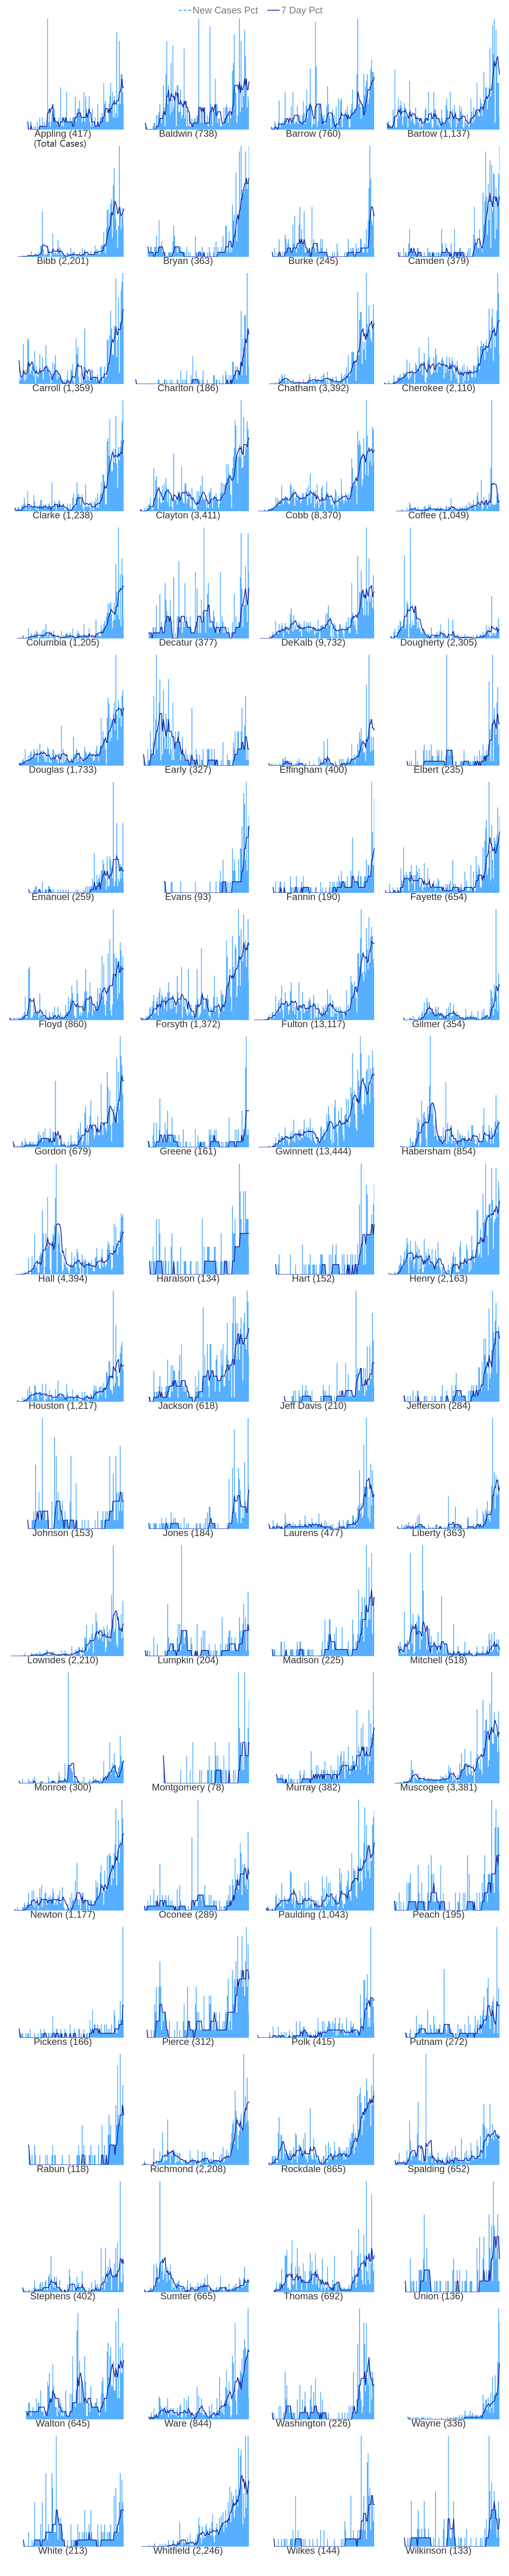 New Cases Pct 7 Day Pct
Appling (417) Baldwin (738) Barrow (760) Bartow (1,137)
(Total Cases)
Bibb (2,201) Bryan (363) Burke (245) Camden (379)
Carroll (1,359) Charlton (186) Chatham (3,392) Cherokee (2,110)
Clarke (1,238) Clayton (3,411) Cobb (8,370) Coffee (1,049)
Columbia (1,205) Decatur (377) DeKalb (9,732) Dougherty (2,305)
Douglas (1,733) Early (327) Effingham (400) Elbert (235)
Emanuel (259) Evans (93) Fannin (190) Fayette (654)
Floyd (860) Forsyth (1,372) Fulton (13,117) Gilmer (354)
Gordon (679) Greene (161) Gwinnett (13,444) Habersham (854)
Hall (4,394) Haralson (134) Hart (152) Henry (2,163)
Houston (1,217) Jackson (618) Jeff Davis (210) Jefferson (284)
Johnson (153) Jones (184) Laurens (477) Liberty (363)
Lowndes (2,210) Lumpkin (204) Madison (225) Mitchell (518)
Monroe (300) Montgomery (78) Murray (382) Muscogee (3,381)
Newton (1,177) Oconee (289) Paulding (1,043) Peach (195)
Pickens (166) Pierce (312) Polk (415) Putnam (272)
Rabun (118) Richmond (2,208) Rockdale (865) Spalding (652)
Stephens (402) Sumter (665) Thomas (692) Union (136)
Walton (645) Ware (844) Washington (226) Wayne (336)
White (213) Whitfield (2,246) Wilkes (144) Wilkinson (133)